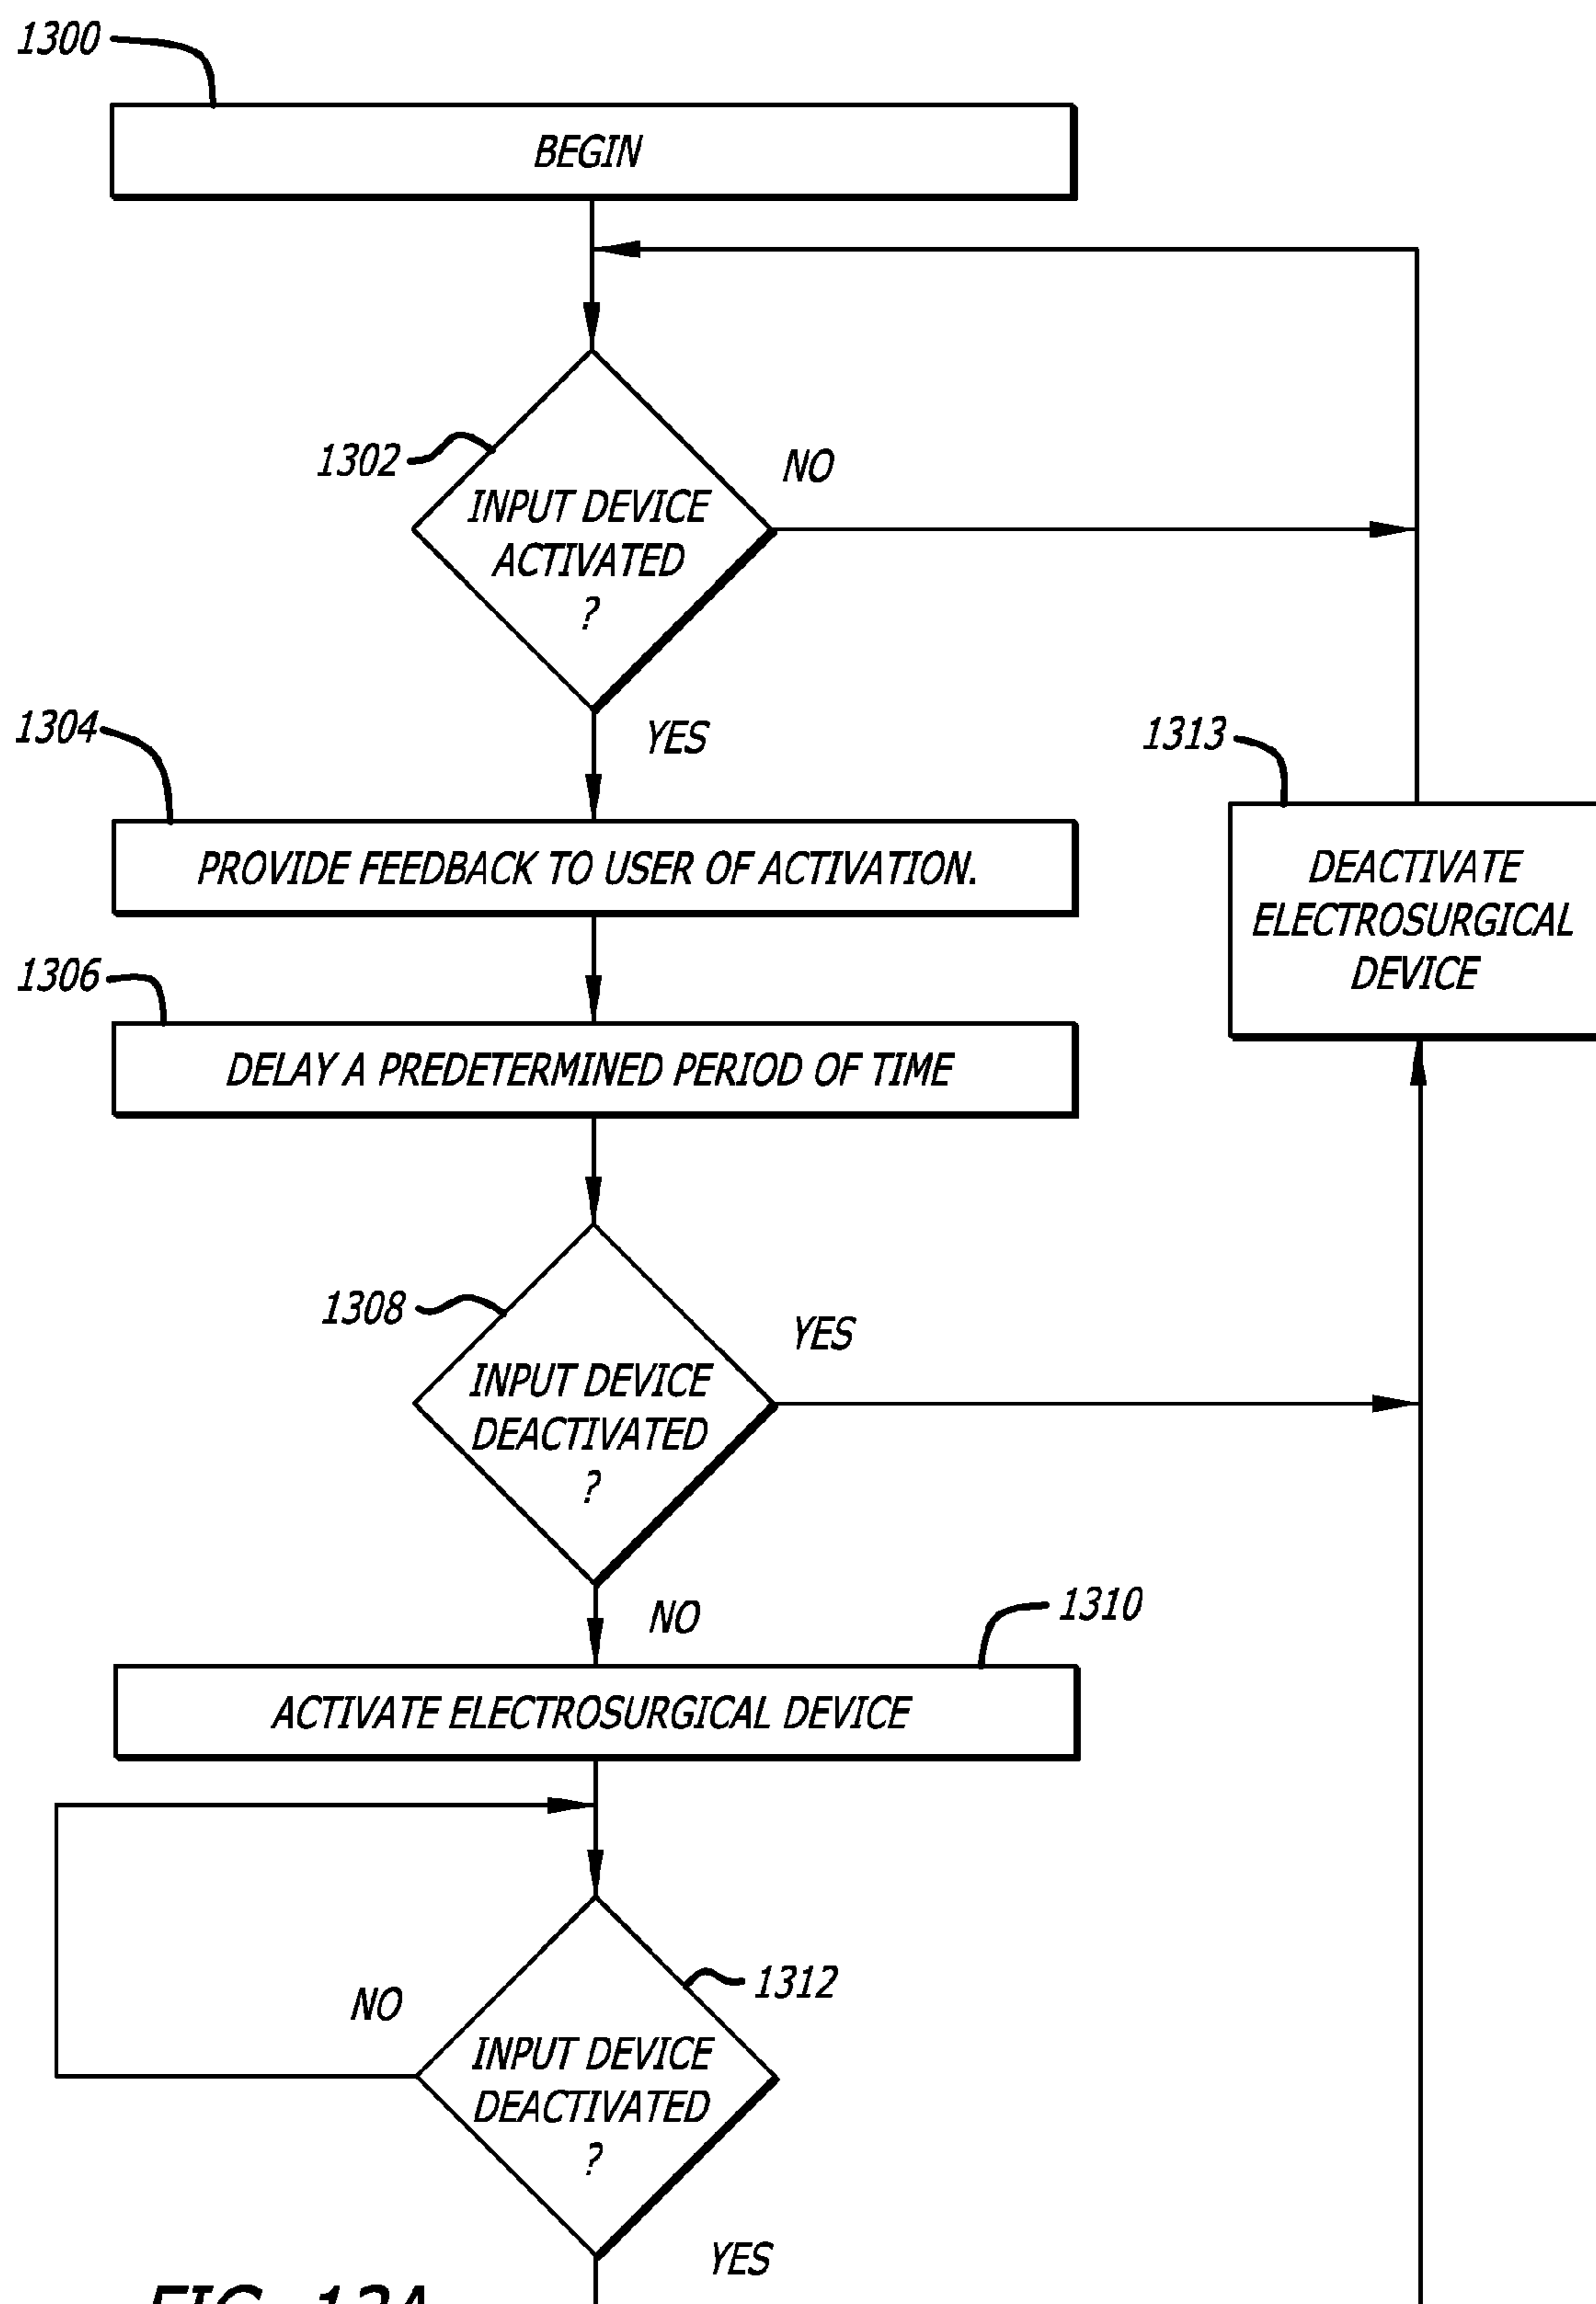 1300
BEGIN
1302
NO
INPUT DEVICE
ACTIVATED
?
YES
1304
PROVIDE FEEDBACK TO USER OF ACTIVATION.
1313
DEACTIVATE
ELECTROSURGICAL
DEVICE
1306
DELAY A PREDETERMINED PERIOD OF TIME
1308
YES
INPUT DEVICE
DEACTIVATED
?
NO
1310
ACTIVATE ELECTROSURGICAL DEVICE
1312
NO
INPUT DEVICE
DEACTIVATED
?
YES
FIG. 13A